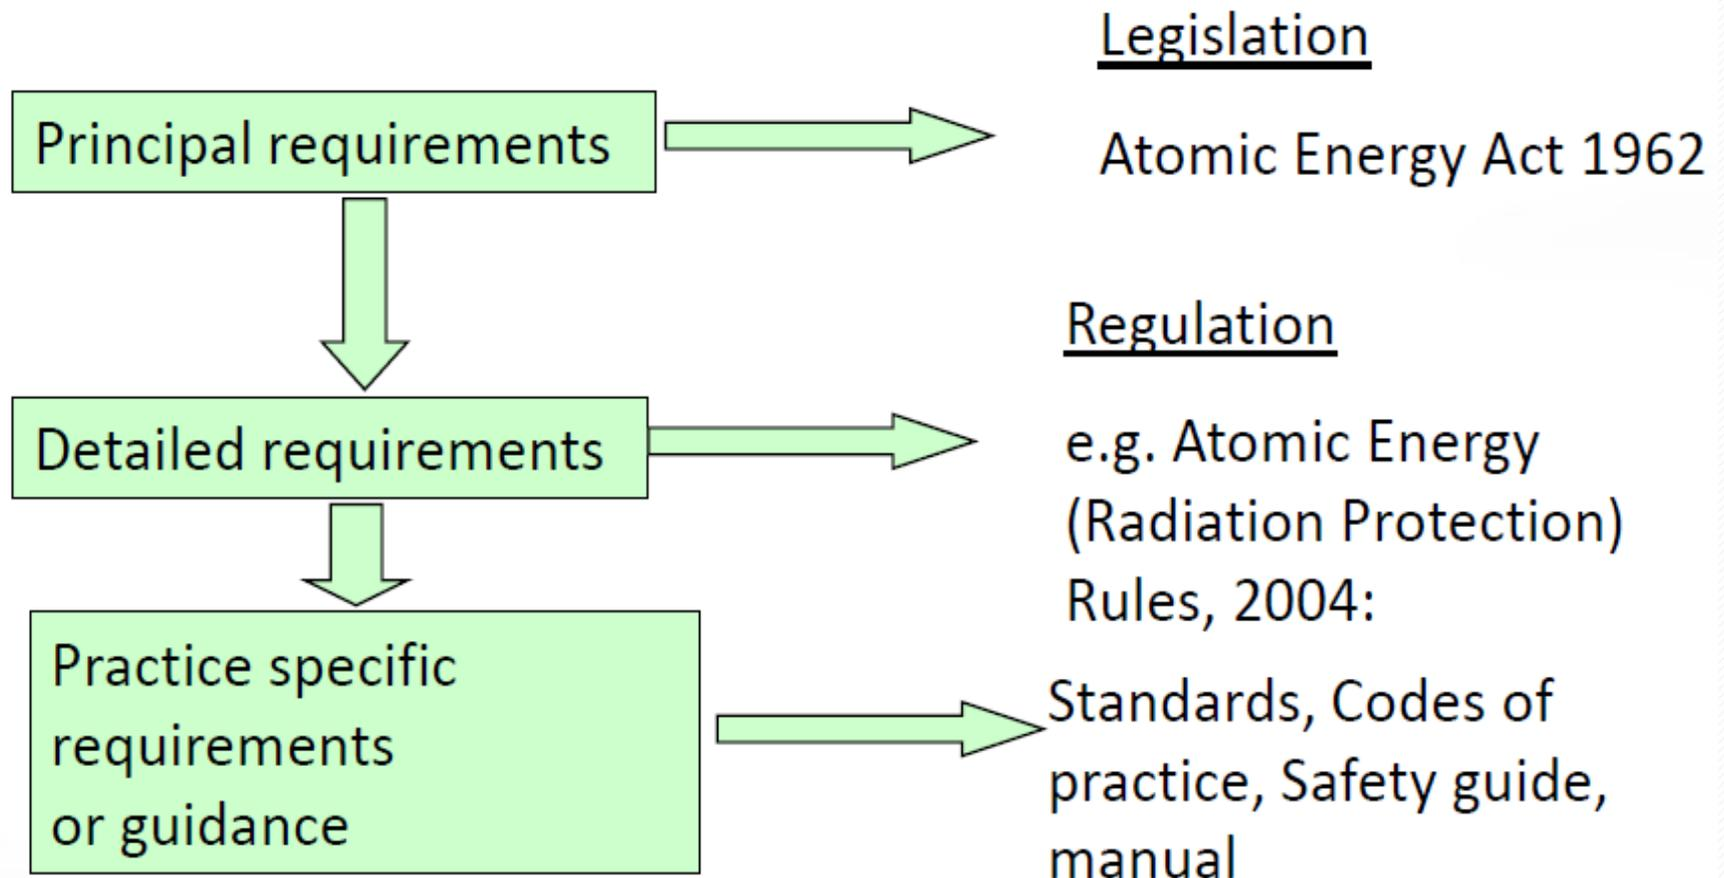 Legislation
Principal requirements
Atomic Energy Act 1962
Regulation
Detailed requirements
e.g. Atomic Energy
(Radiation Protection)
Rules, 2004:
Practice specific
requirements
or guidance
Standards, Codes of
practice, Safety guide,
manual